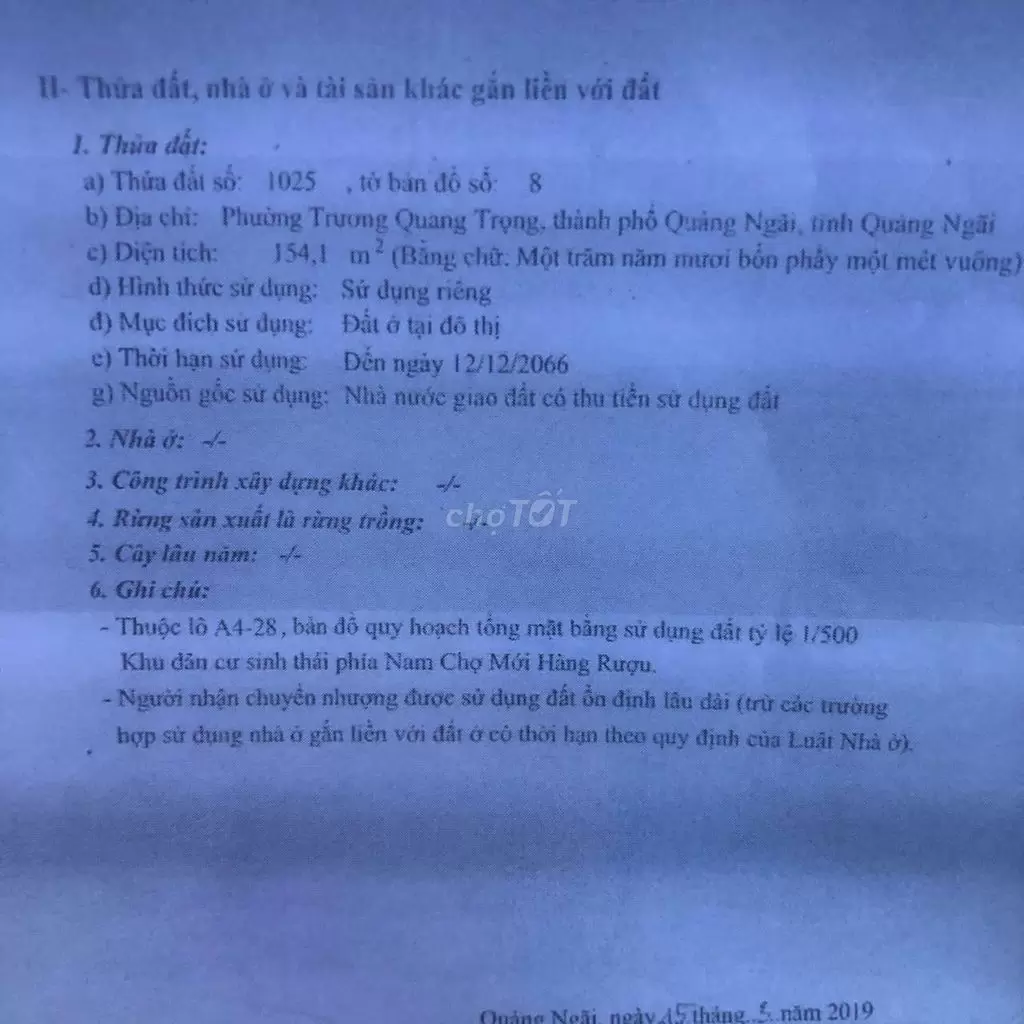 II- Thửa đất, nhà ở và tài sản khác gắn liền với đất
1. Thửa đất:
a) Thửa đất số: 1025 , tờ bản đồ số: 8
b) Địa chỉ: Phường Trương Quang Trọng, thành phố Quảng Ngãi, tỉnh Quảng Ngãi
c) Diện tích: 154,1 m² (Bằng chữ: Một trăm năm mươi bốn phẩy một mét vuông)
d) Hình thức sử dụng: Sử dụng riêng
đ) Mục đích sử dụng: Đất ở tại đô thị
e) Thời hạn sử dụng: Đến ngày 12/12/2066
g) Nguồn gốc sử dụng: Nhà nước giao đất có thu tiền sử dụng đất
2. Nhà ở: -/-
3. Công trình xây dựng khác: -/-
4. Rừng sản xuất là rừng trồng: -/-
chợTỐT
5. Cây lâu năm: -/-
6. Ghi chú:
- Thuộc lô A4-28, bản đồ quy hoạch tổng mặt bằng sử dụng đất tỷ lệ 1/500
Khu dân cư sinh thái phía Nam Chợ Mới Hàng Rượu.
- Người nhận chuyển nhượng được sử dụng đất ổn định lâu dài (trừ các trường
hợp sử dụng nhà ở gắn liền với đất ở có thời hạn theo quy định của Luật Nhà ở).
Quảng Ngãi, ngày 15 tháng 5 năm 2019